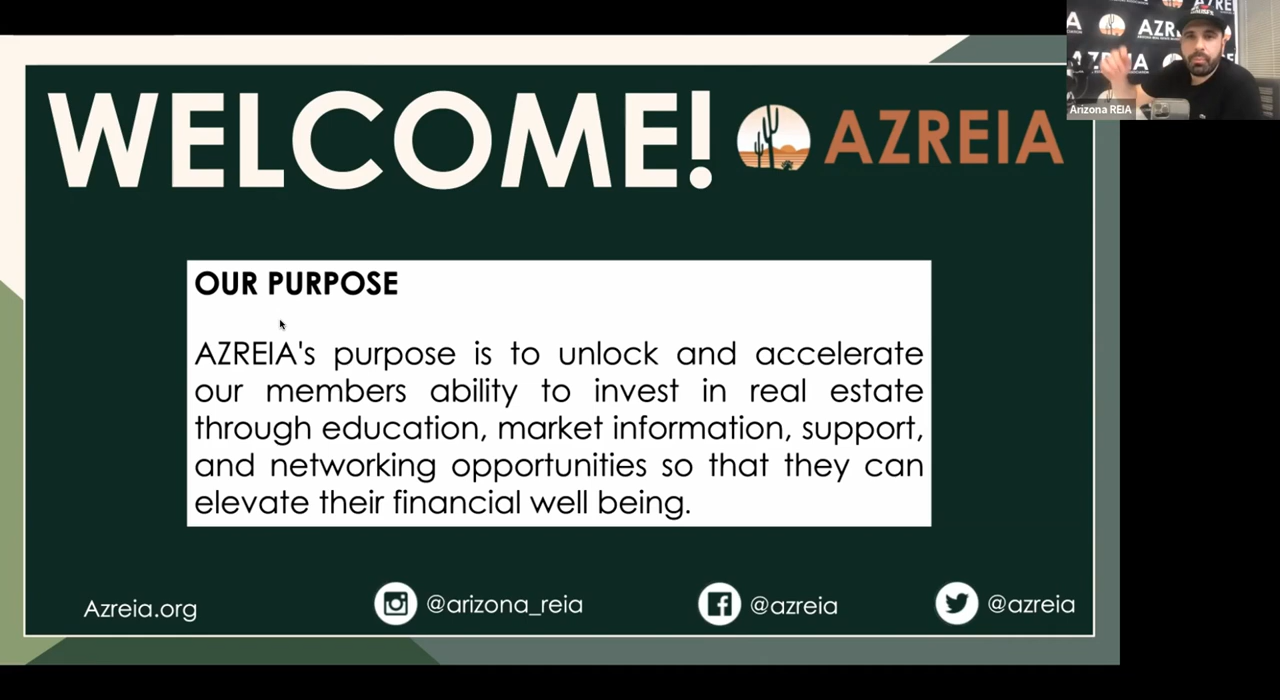 WELCOME!
AZREIA
OUR PURPOSE
AZREIA's purpose is to unlock and accelerate
our members ability to invest in real estate
through education, market information, support,
and networking opportunities so that they can
elevate their financial well being.
Azreia.org
@arizona_reia
@azreia
@azreia
Arizona REIA